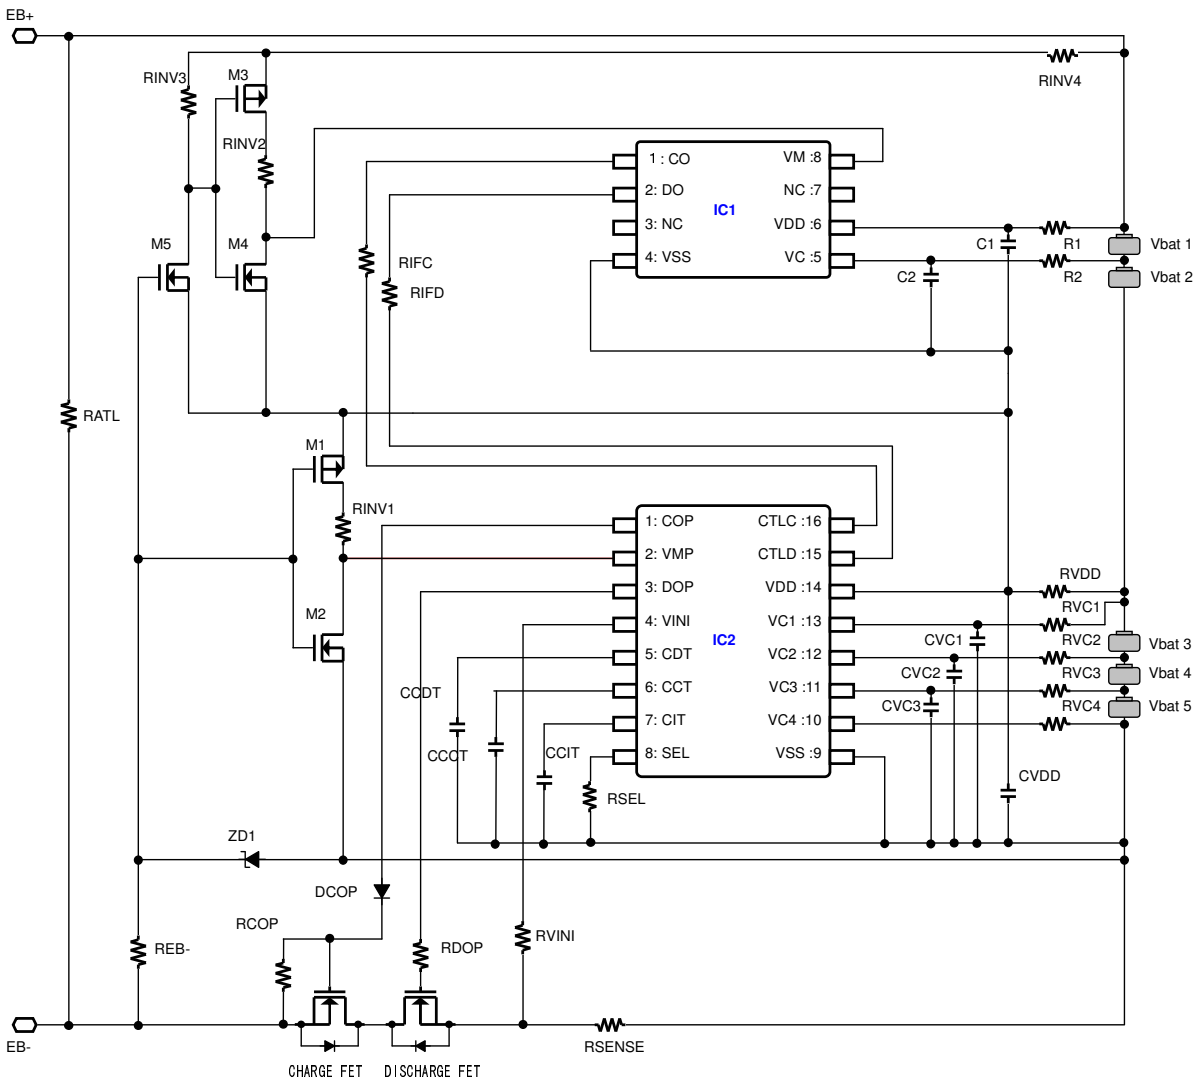 EB+
RINV3
M3
RINV4
RINV2
1 : CO
VM :8
2: DO
NC :7
IC1
3: NC
VDD :6
4: VSS
VC :5
M5
M4
RIFC
RIFD
C1
R1
Vbat 1
C2
R2
Vbat 2
RATL
M1
RINV1
1: COP
CTLC :16
2: VMP
CTLD :15
3: DOP
VDD :14
RVDD
4: VINI
VC1 :13
RVC1
M2
IC2
CVC1
RVC2
Vbat 3
5: CDT
VC2 :12
CVC2
RVC3
Vbat 4
CCDT
6: CCT
VC3 :11
CVC3
RVC4
Vbat 5
7: CIT
VC4 :10
CCCT
CCIT
8: SEL
VSS :9
CVDD
RSEL
ZD1
DCOP
RCOP
REB-
RDOP
RVINI
EB-
RSENSE
CHARGE FET
DISCHARGE FET